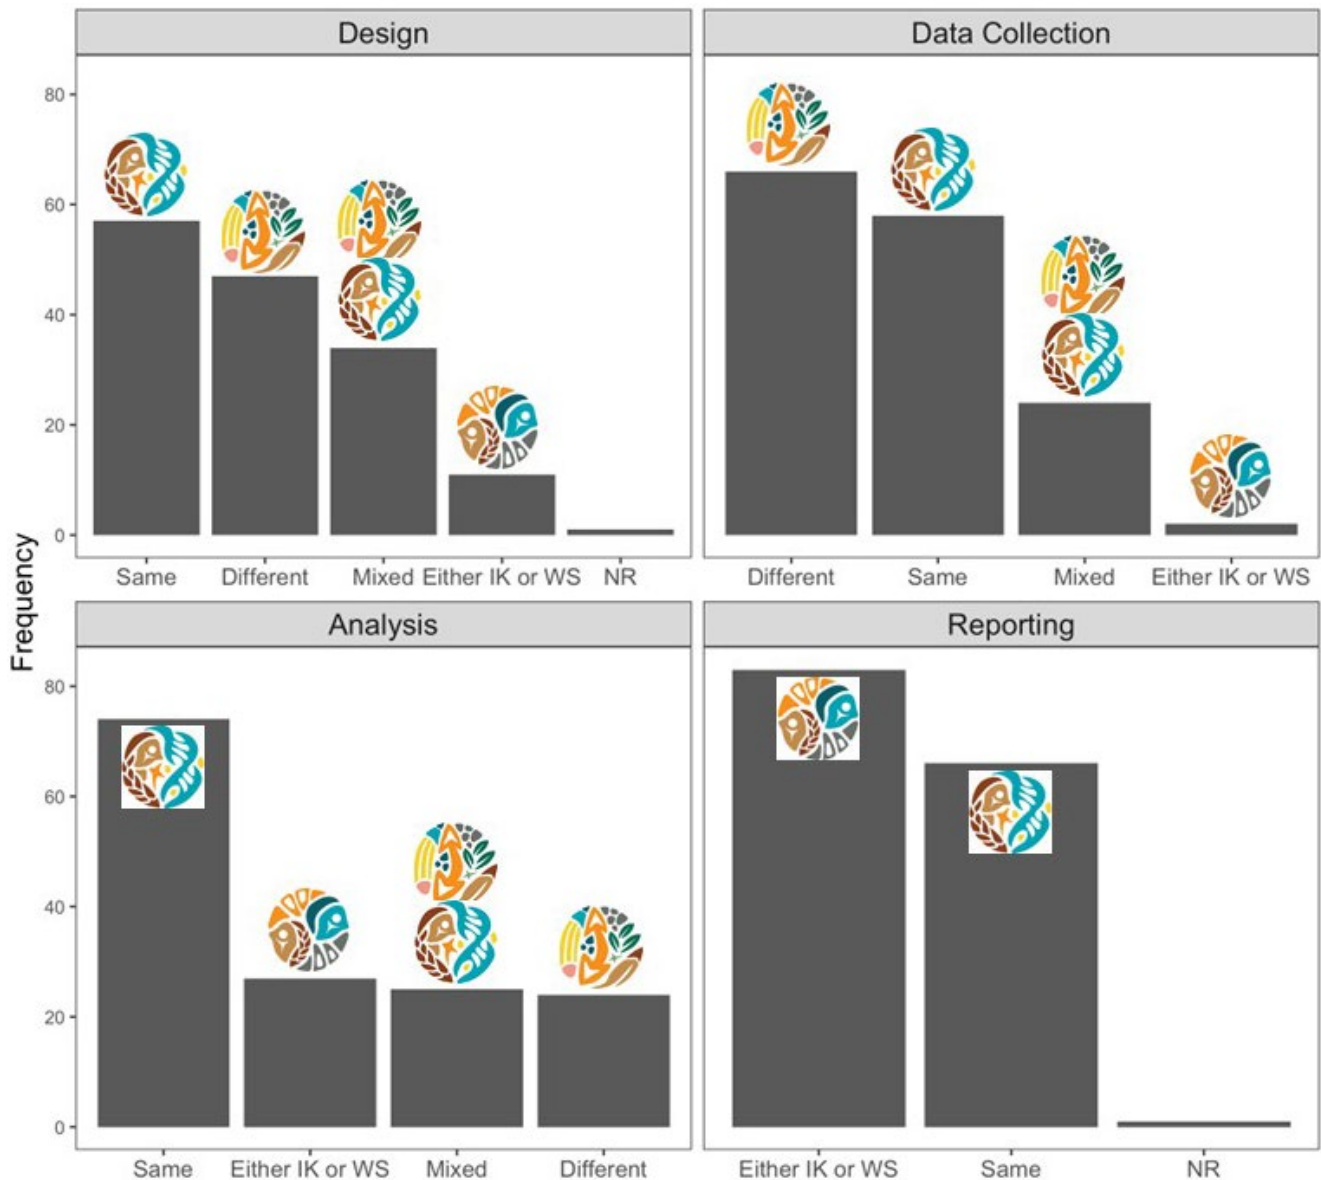 Design
Data Collection
80
60
40
20
0
Same Different Mixed Either IK or WS NR
Different Same Mixed Either IK or WS
Frequency
Analysis
Reporting
80
60
40
20
0
Same Either IK or WS Mixed Different
Either IK or WS Same NR